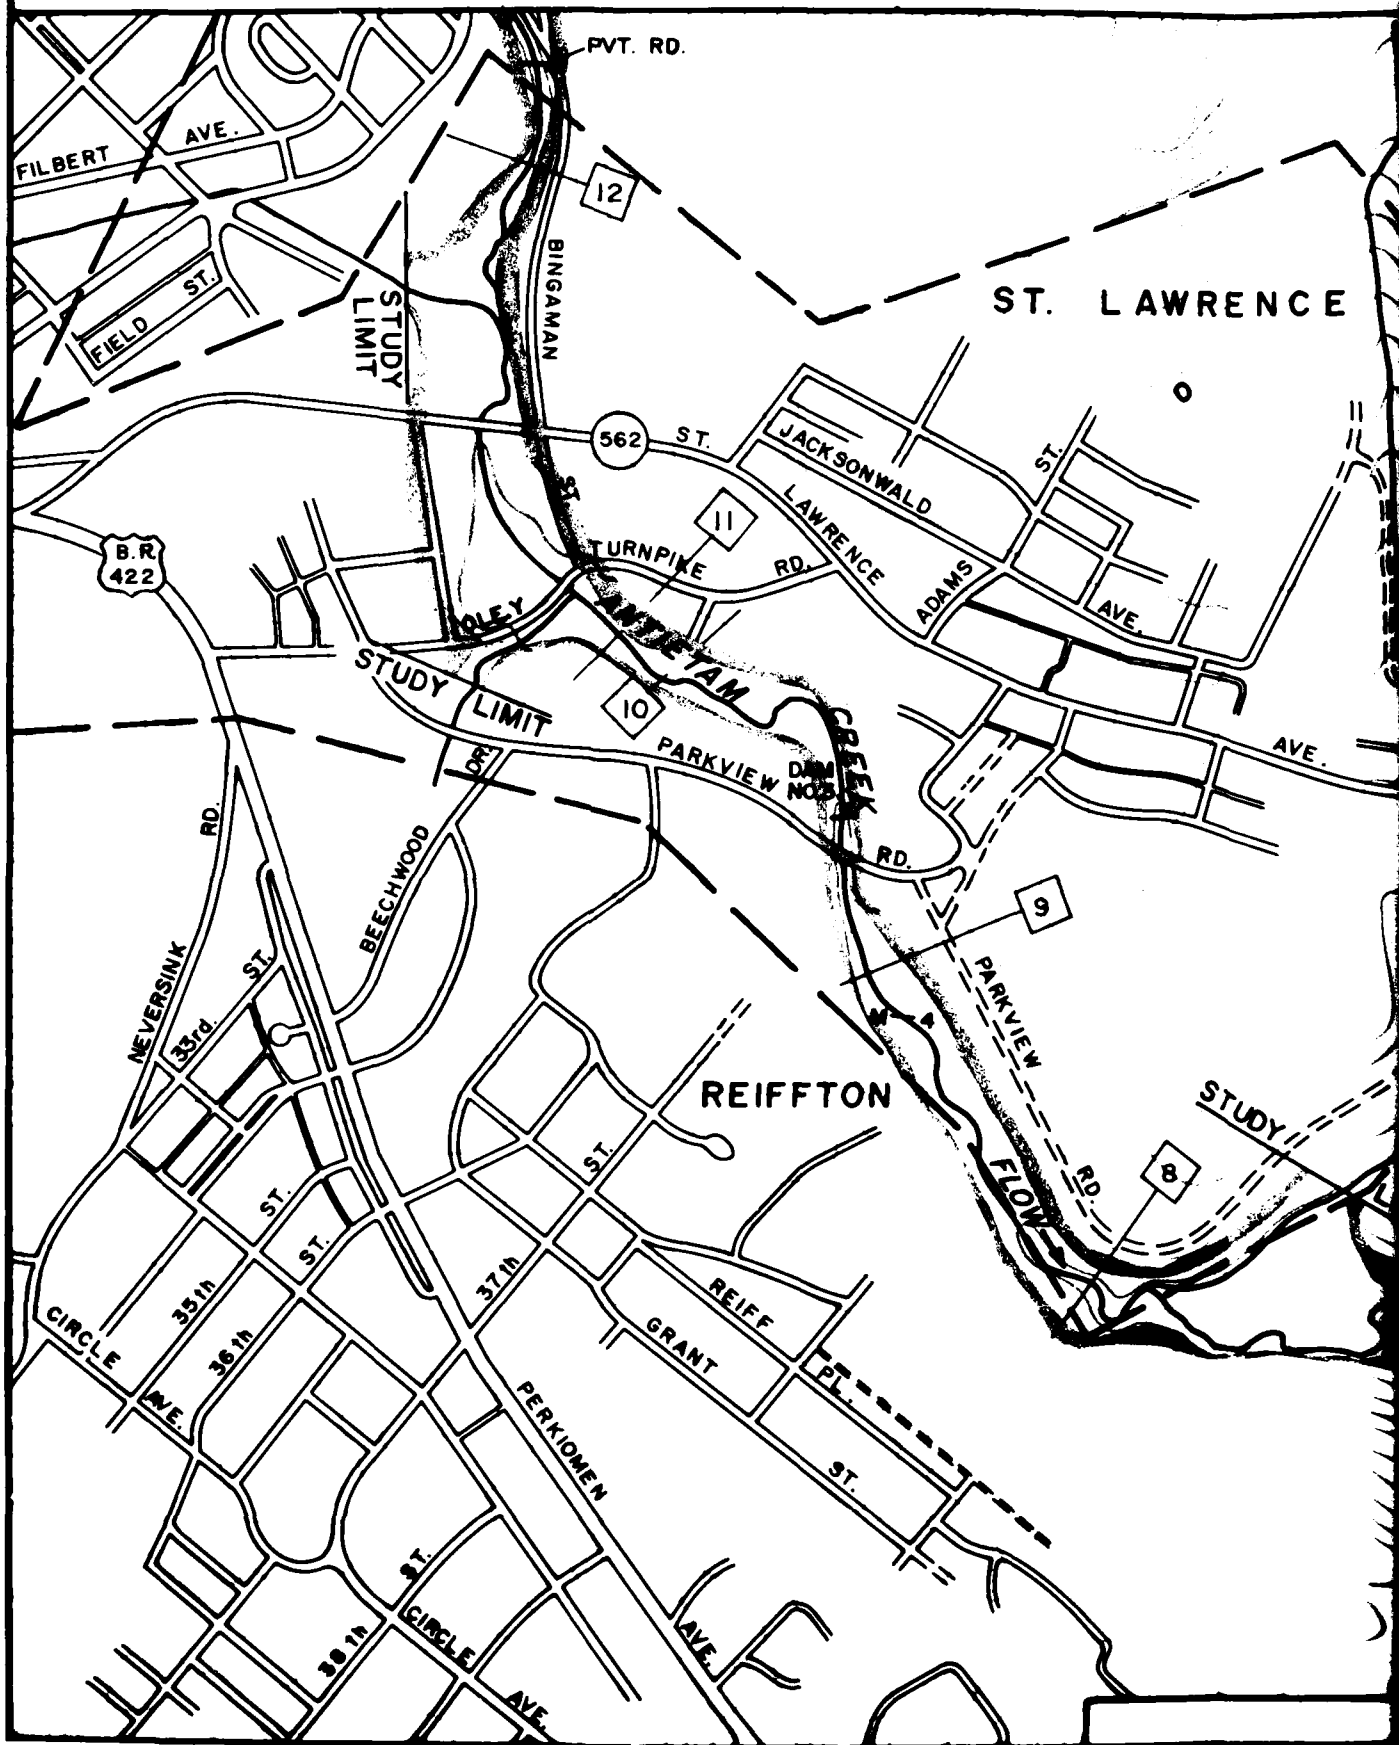 PVT. RD.
FILBERT AVE.
12
BINGAMAN ST.
STUDY LIMIT
FIELD ST.
ST. LAWRENCE
562
ST. LAWRENCE AVE.
JACKSONWALD AVE.
ADAMS ST.
11
B.R.
422
TURNPIKE RD.
OLEY
ANTIETAM CREEK
STUDY LIMIT
10
PARKVIEW RD.
DAM
NO.3
BEECHWOOD DR.
NEVERSINK RD.
9
33rd. ST.
M-4
PARKVIEW RD.
REIFFTON
STUDY
8
FLOW
ST.
ST.
35th
36th
37th ST.
REIFF PL.
GRANT ST.
CIRCLE AVE.
PERKIOMEN AVE.
38th ST.
CIRCLE AVE.